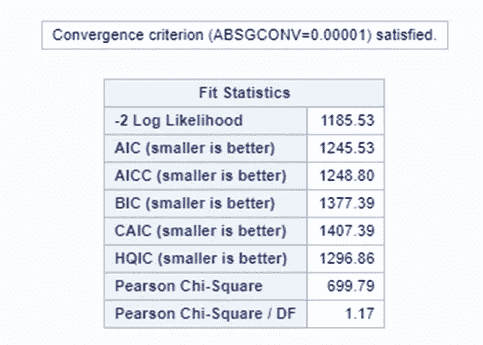 Convergence criterion (ABSGCONV=0.00001) satisfied.
Fit Statistics
-2 Log Likelihood 1185.53
AIC (smaller is better) 1245.53
AICC (smaller is better) 1248.80
BIC (smaller is better) 1377.39
CAIC (smaller is better) 1407.39
HQIC (smaller is better) 1296.86
Pearson Chi-Square 699.79
Pearson Chi-Square / DF 1.17